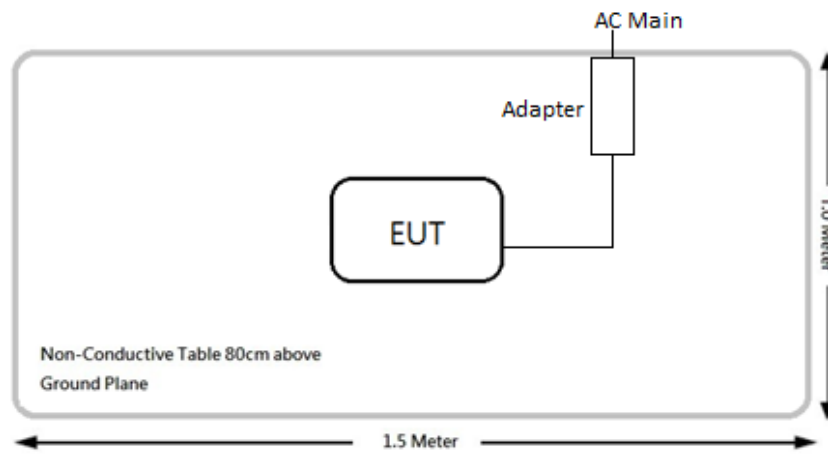 AC Main
Adapter
EUT
Non-Conductive Table 80cm above
Ground Plane
1.5 Meter